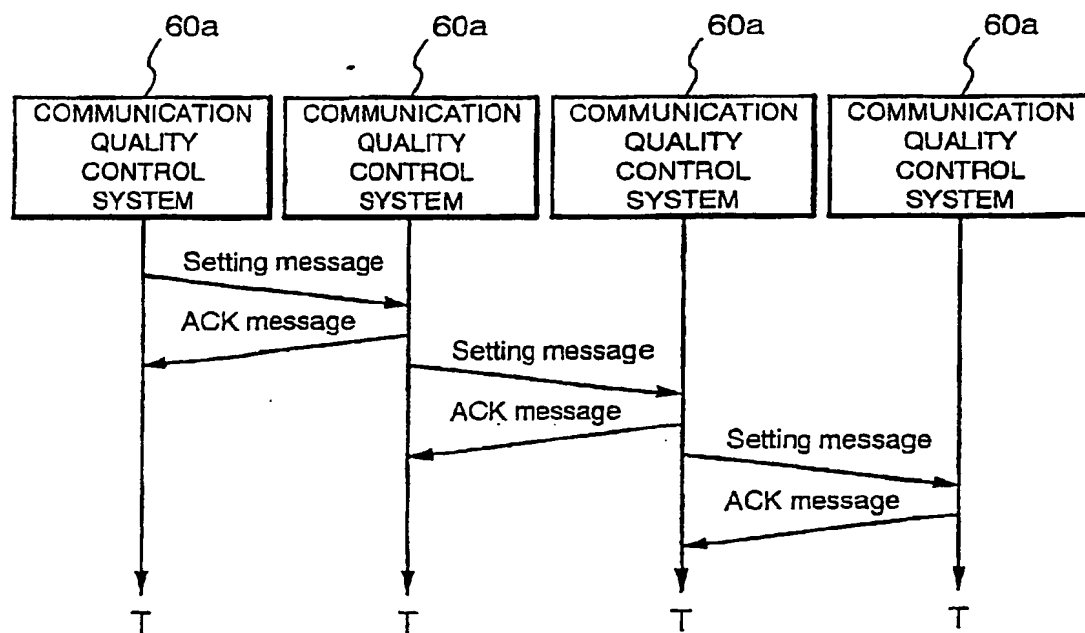 60a
60a
60a
60a
COMMUNICATION
QUALITY
CONTROL
SYSTEM
COMMUNICATION
QUALITY
CONTROL
SYSTEM
COMMUNICATION
QUALITY
CONTROL
SYSTEM
COMMUNICATION
QUALITY
CONTROL
SYSTEM
Setting message
ACK message
Setting message
ACK message
Setting message
ACK message
T
T
T
T